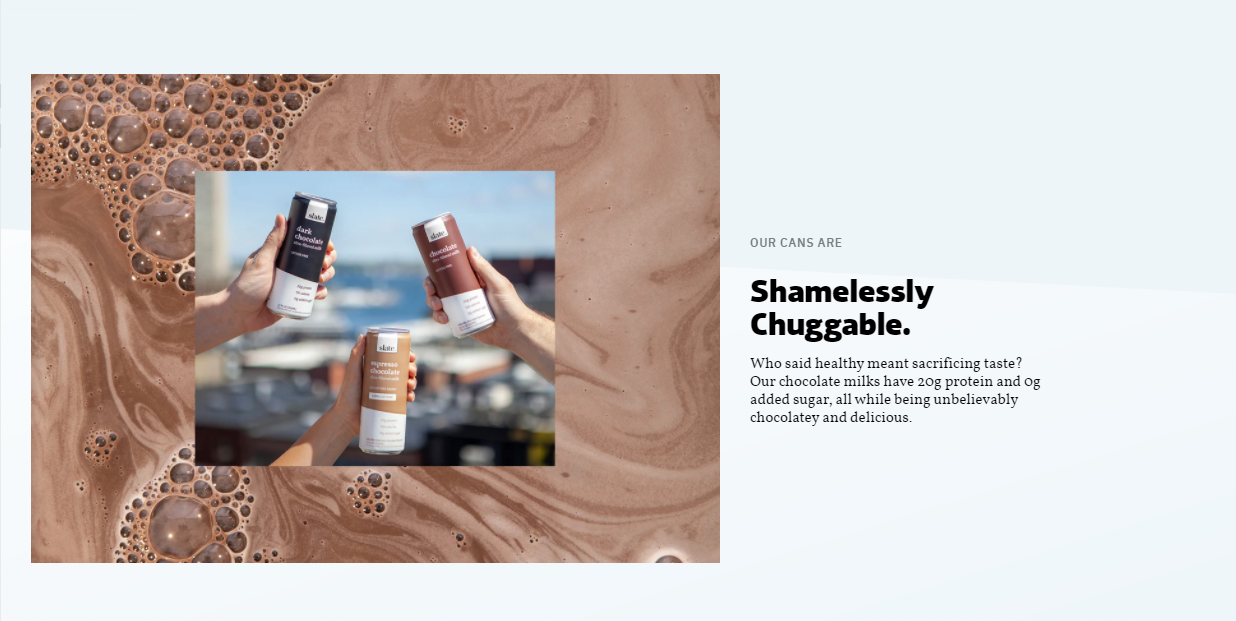 slate.
dark
chocolate
slate.
chocolate
slate.
espresso
chocolate
OUR CANS ARE
Shamelessly
Chuggable.
Who said healthy meant sacrificing taste?
Our chocolate milks have 20g protein and 0g
added sugar, all while being unbelievably
chocolatey and delicious.